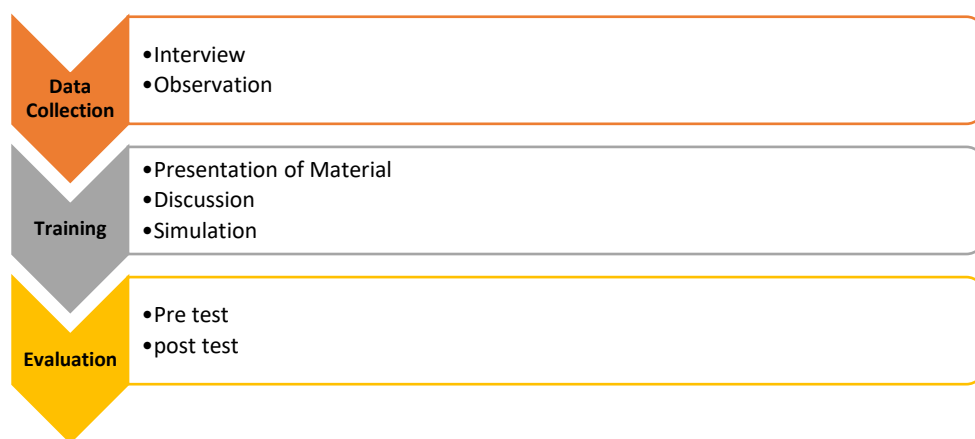 Data
Collection
•Interview
•Observation
Training
•Presentation of Material
•Discussion
•Simulation
Evaluation
•Pre test
•post test